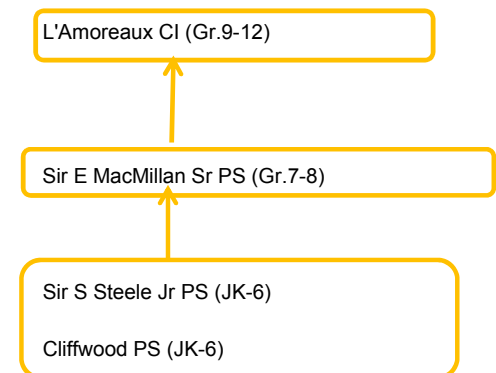 L'Amoreaux CI (Gr.9-12)
Sir E MacMillan Sr PS (Gr.7-8)
Sir S Steele Jr PS (JK-6)
Cliffwood PS (JK-6)